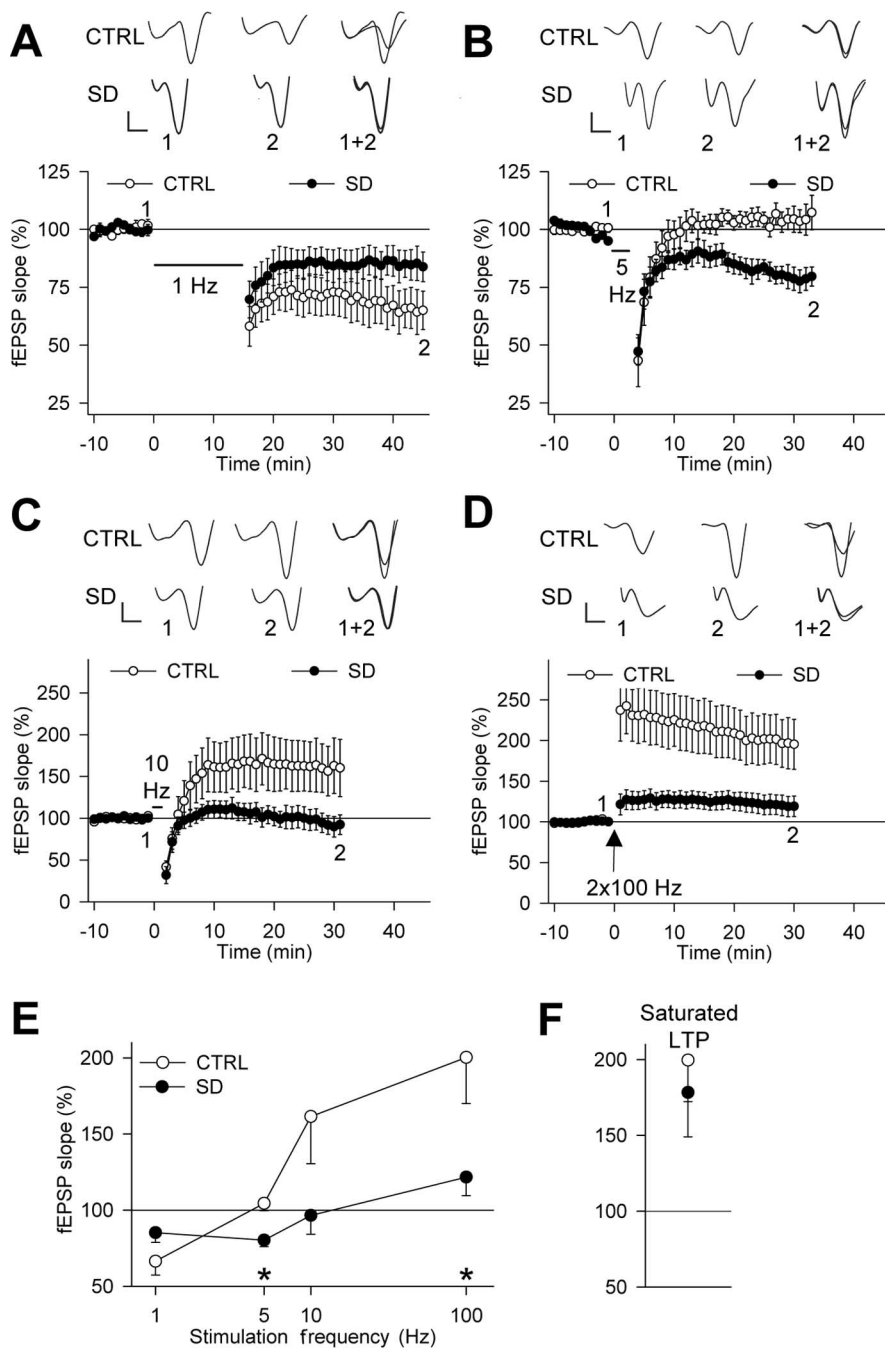 A
CTRL
SD
1 2 1+2
125
100
75
50
25
fEPSP slope (%)
CTRL SD
1
1 Hz
2
-10 0 10 20 30 40
Time (min)
B
CTRL
SD
1 2 1+2
125
100
75
50
25
fEPSP slope (%)
CTRL SD
1
5
Hz
2
-10 0 10 20 30 40
Time (min)
C
CTRL
SD
1 2 1+2
CTRL SD
250
200
150
100
50
0
fEPSP slope (%)
10
Hz
1
2
-10 0 10 20 30 40
Time (min)
D
CTRL
SD
1 2 1+2
CTRL SD
250
200
150
100
50
0
fEPSP slope (%)
1
2
2x100 Hz
-10 0 10 20 30 40
Time (min)
E
CTRL
SD
200
150
100
50
fEPSP slope (%)
* *
1 5 10 100
Stimulation frequency (Hz)
F
Saturated
LTP
200
150
100
50